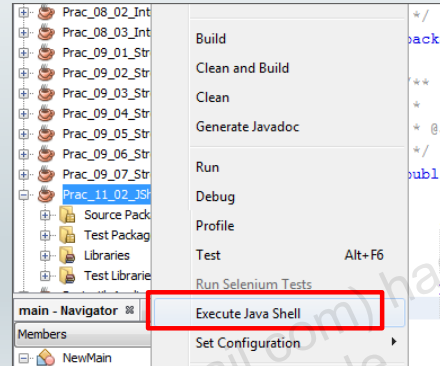 Prac_08_02_Int
Prac_08_03_Int
Prac_09_01_Str
Prac_09_02_Str
Prac_09_03_Str
Prac_09_04_Str
Prac_09_05_Str
Prac_09_06_Str
Prac_09_07_Str
Prac_11_02_JSh
Source Pack
Test Packag
Libraries
Test Librarie
main - Navigator
Members
NewMain
Build
Clean and Build
Clean
Generate Javadoc
Run
Debug
Profile
Test Alt+F6
Run Selenium Tests
Execute Java Shell
Set Configuration
*/
pack
/**
*
* @
*/
publ